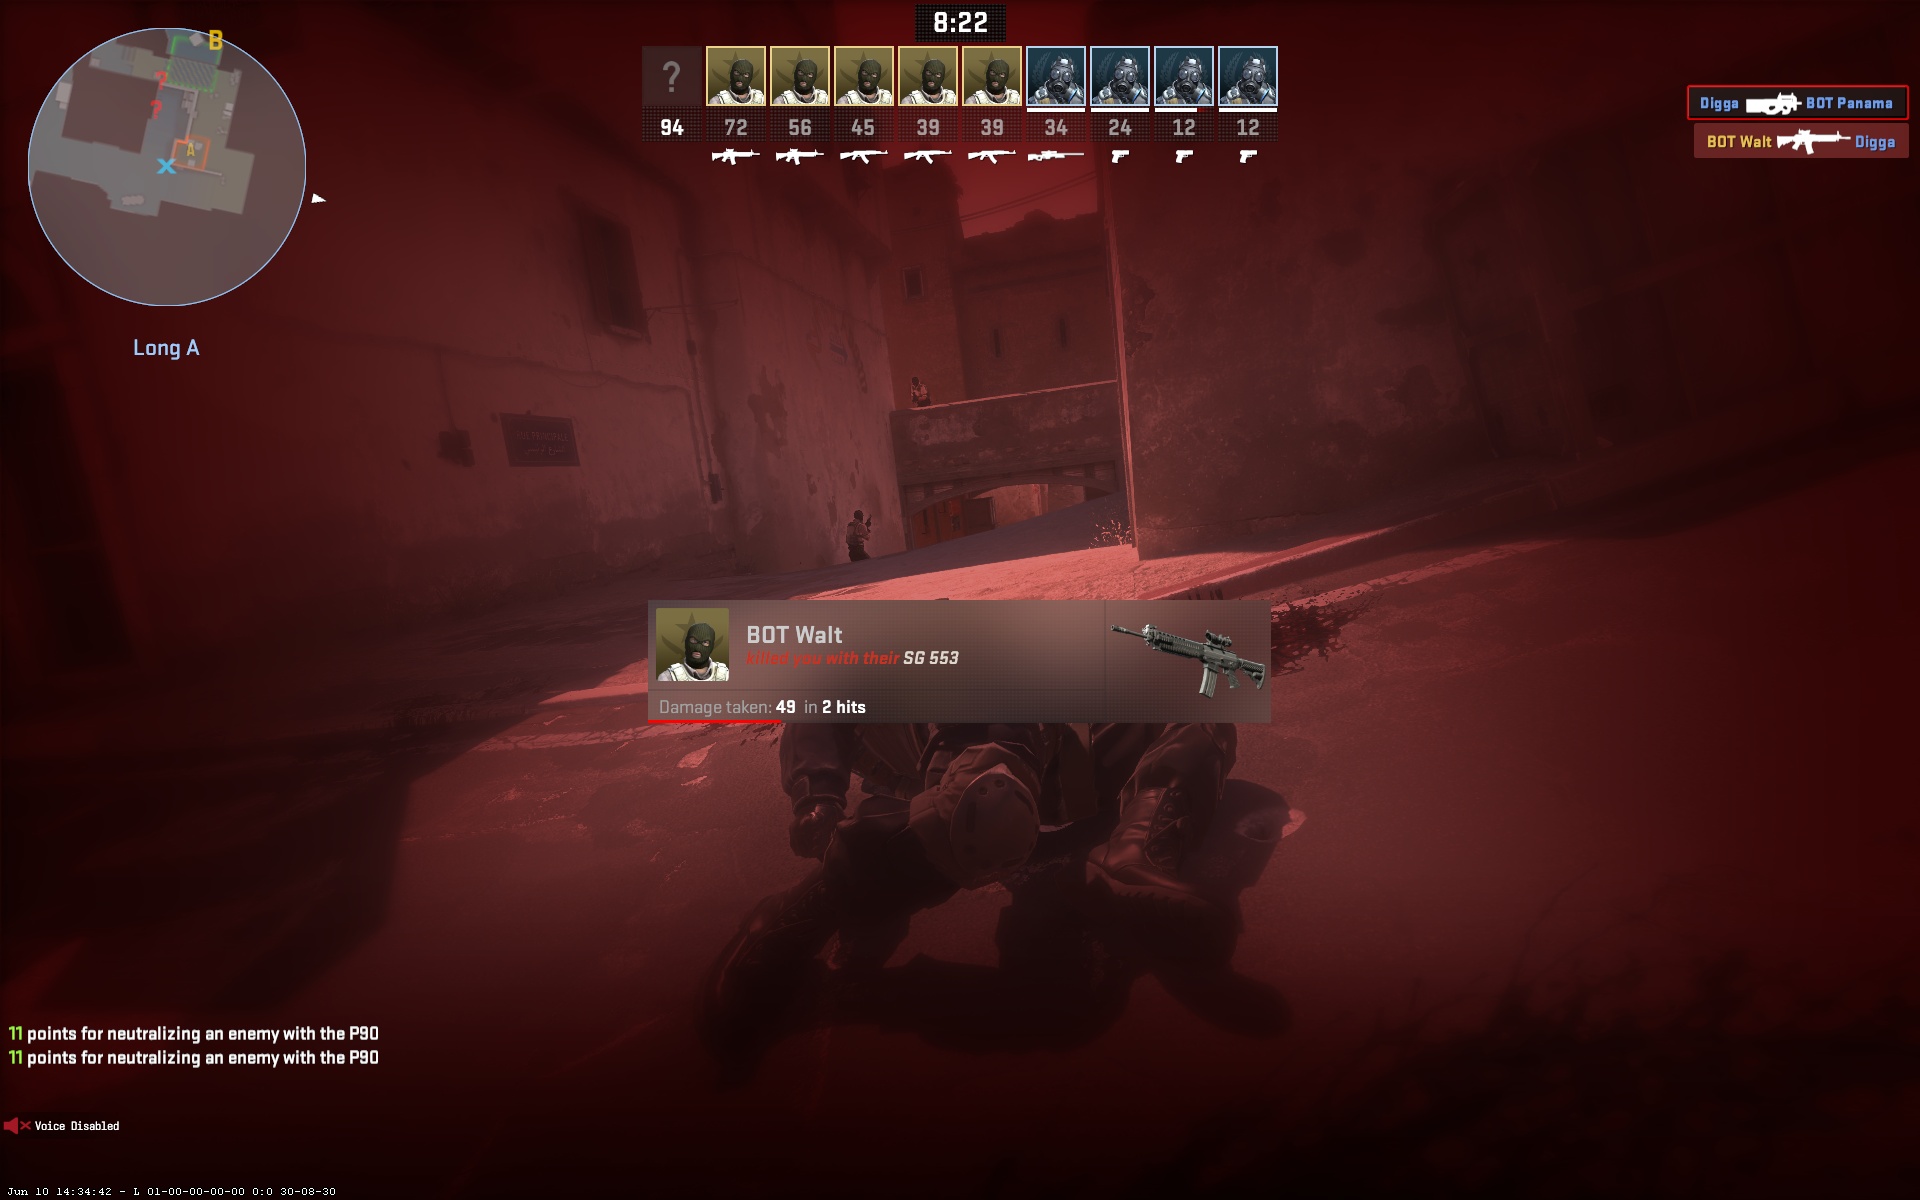 8:22
B
?
?
?
A
94 72 56 45 39 39 34 24 12 12
Digga BOT Panama
BOT Walt Digga
Long A
BOT Walt
killed you with their SG 553
Damage taken: 49 in 2 hits
11 points for neutralizing an enemy with the P90
11 points for neutralizing an enemy with the P90
Voice Disabled
Jun 10 14:34:42 - L 01-00-00-00-00 0:0 30-08-30